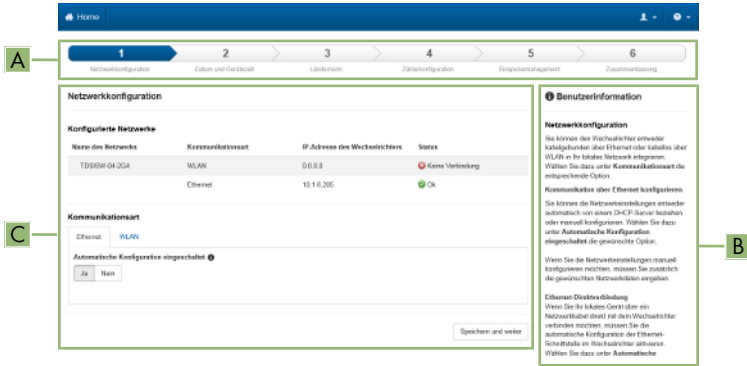 Home
A
1 2 3 4 5 6
Netzwerkkonfiguration Datum und Gerätezeit Ländernorm Zählerkonfiguration Einspeisemanagement Zusammenfassung
C
Netzwerkkonfiguration
Konfigurierte Netzwerke
Name des Netzwerks Kommunikationsart IP-Adresse des Wechselrichters Status
WLAN 0.0.0.0 Keine Verbindung
Ethernet 10.1.6.205 Ok
Kommunikationsart
Ethernet WLAN
Automatische Konfiguration eingeschaltet
Ja Nein
Speichern und weiter
B
Benutzerinformation
Netzwerkkonfiguration
Sie können den Wechselrichter entweder
kabelgebunden über Ethernet oder kabellos über
WLAN in Ihr lokales Netzwerk integrieren.
Wählen Sie dazu unter Kommunikationsart die
entsprechende Option.
Kommunikation über Ethernet konfigurieren
Sie können die Netzwerkeinstellungen entweder
automatisch von einem DHCP-Server beziehen
oder manuell konfigurieren. Wählen Sie dazu
unter Automatische Konfiguration
eingeschaltet die gewünschte Option.
Wenn Sie die Netzwerkeinstellungen manuell
konfigurieren möchten, müssen Sie zusätzlich
die gewünschten Netzwerkdaten eingeben.
Ethernet-Direktverbindung
Wenn Sie Ihr lokales Gerät über ein
Netzwerkkabel direkt mit dem Wechselrichter
verbinden möchten, müssen Sie die
automatische Konfiguration der Ethernet-
Schnittstelle im Wechselrichter aktivieren.
Wählen Sie dazu unter Automatische